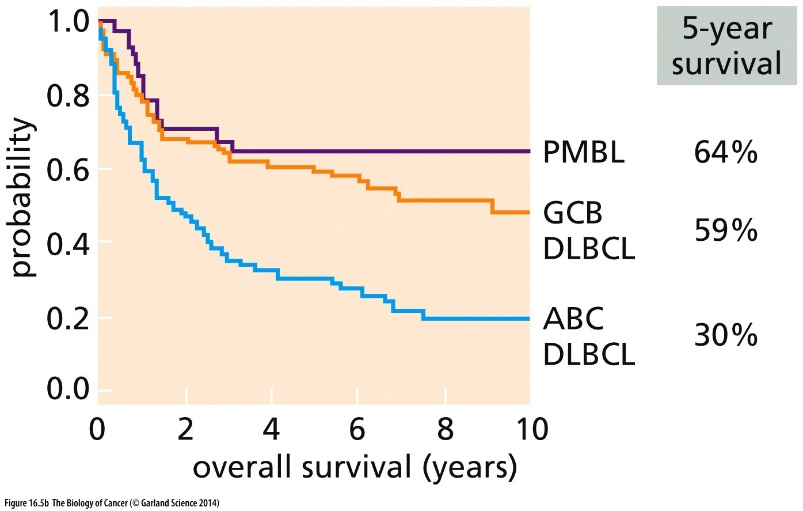 1.0
0.8
0.6
0.4
0.2
0.0
probability
0 2 4 6 8 10
overall survival (years)
5-year
survival
PMBL 64%
GCB
DLBCL
59%
ABC
DLBCL
30%
Figure 16.5b The Biology of Cancer (© Garland Science 2014)